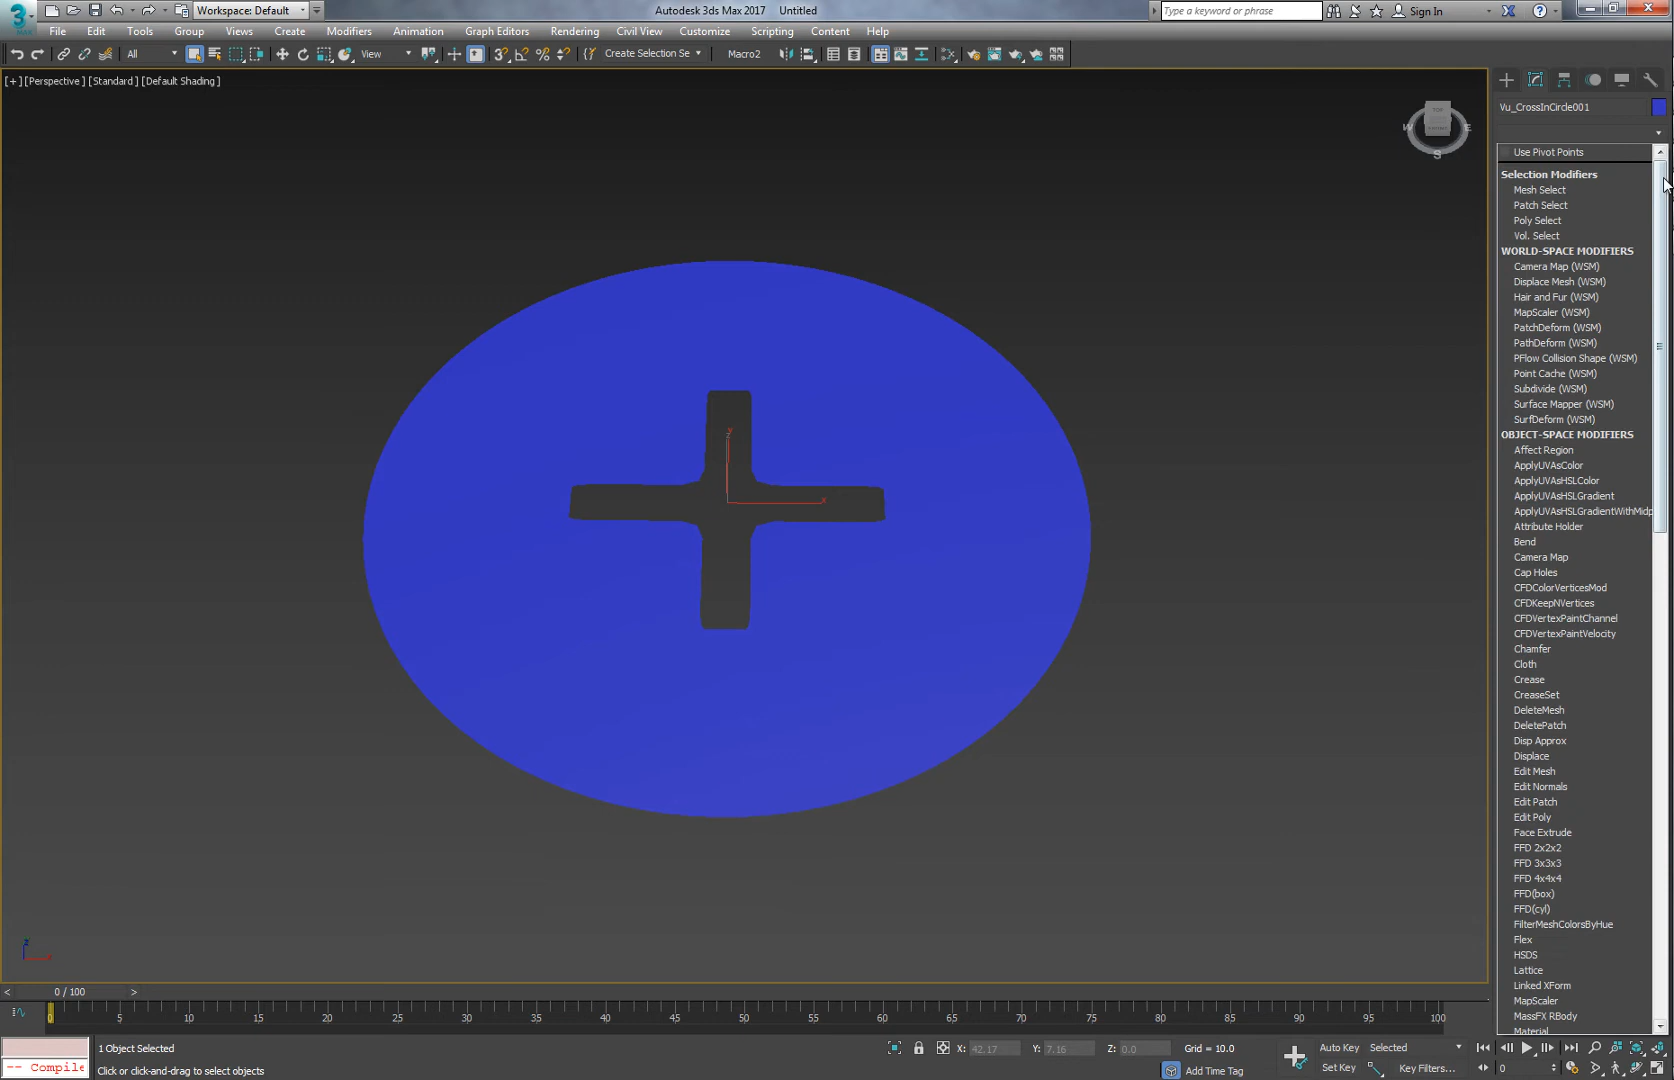 3
MAX
Workspace: Default
Autodesk 3ds Max 2017 Untitled
Type a keyword or phrase
Sign In
File Edit Tools Group Views Create Modifiers Animation Graph Editors Rendering Civil View Customize Scripting Content Help
All
View
Create Selection Se
Macro2
[+] [Perspective] [Standard] [Default Shading]
TOP
W
E
S
Vu_CrossInCircle001
Use Pivot Points
Selection Modifiers
Mesh Select
Patch Select
Poly Select
Vol. Select
WORLD-SPACE MODIFIERS
Camera Map (WSM)
Displace Mesh (WSM)
Hair and Fur (WSM)
MapScaler (WSM)
PatchDeform (WSM)
PathDeform (WSM)
PFlow Collision Shape (WSM)
Point Cache (WSM)
Subdivide (WSM)
Surface Mapper (WSM)
SurfDeform (WSM)
OBJECT-SPACE MODIFIERS
Affect Region
ApplyUVAsColor
ApplyUVAsHSLColor
ApplyUVAsHSLGradient
ApplyUVAsHSLGradientWithMidp
Attribute Holder
Bend
Camera Map
Cap Holes
CFDColorVerticesMod
CFDKeepNVertices
CFDVertexPaintChannel
CFDVertexPaintVelocity
Chamfer
Cloth
Crease
CreaseSet
DeleteMesh
DeletePatch
Disp Approx
Displace
Edit Mesh
Edit Normals
Edit Patch
Edit Poly
Face Extrude
FFD 2x2x2
FFD 3x3x3
FFD 4x4x4
FFD(box)
FFD(cyl)
FilterMeshColorsByHue
Flex
HSDS
Lattice
Linked XForm
MapScaler
MassFX RBody
Material
x
z
< 0 / 100 >
0 5 10 15 20 25 30 35 40 45 50 55 60 65 70 75 80 85 90 95 100
-- Compile
1 Object Selected
Click or click-and-drag to select objects
X: 42.17 Y: 7.16 Z: 0.0 Grid = 10.0
Add Time Tag
Auto Key Selected
Set Key Key Filters...
0